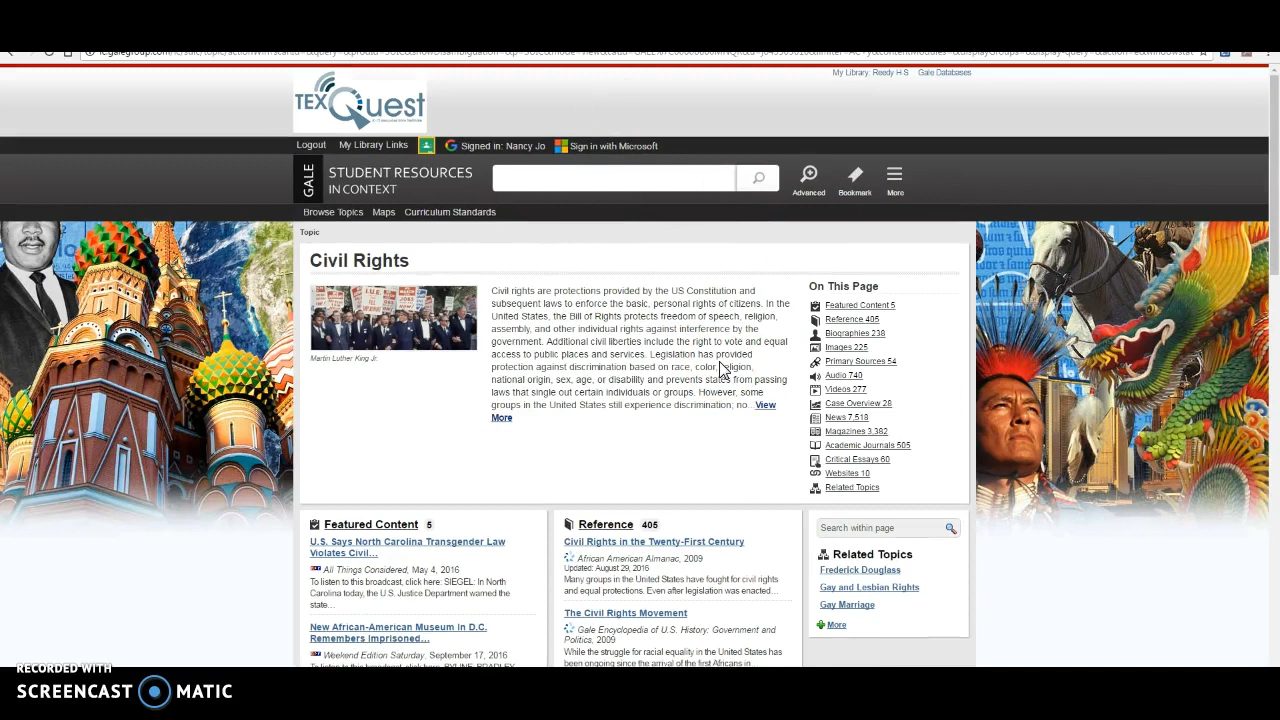 My Library: Reedy H.S Gale Databases
TEXQuest
Logout My Library Links Signed in: Nancy Jo Sign in with Microsoft
GALE
STUDENT RESOURCES
IN CONTEXT
Advanced Bookmark More
Browse Topics Maps Curriculum Standards
Topic
Civil Rights
Martin Luther King Jr.
Civil rights are protections provided by the US Constitution and
subsequent laws to enforce the basic, personal rights of citizens. In the
United States, the Bill of Rights protects freedom of speech, religion,
assembly, and other individual rights against interference by the
government. Additional civil liberties include the right to vote and equal
access to public places and services. Legislation has provided
protection against discrimination based on race, color, religion,
national origin, sex, age, or disability and prevents states from passing
laws that single out certain individuals or groups. However, some
groups in the United States still experience discrimination; no... View
More
On This Page
Featured Content 5
Reference 405
Biographies 238
Images 225
Primary Sources 54
Audio 740
Videos 277
Case Overview 28
News 7,518
Magazines 3,382
Academic Journals 505
Critical Essays 60
Websites 10
Related Topics
Featured Content 5
U.S. Says North Carolina Transgender Law
Violates Civil...
All Things Considered, May 4, 2016
To listen to this broadcast, click here: SIEGEL: In North
Carolina today, the U.S. Justice Department warned the
state...
New African-American Museum in D.C.
Remembers Imprisoned...
Weekend Edition Saturday, September 17, 2016
Reference 405
Civil Rights in the Twenty-First Century
African American Almanac, 2009
Updated: August 29, 2016
Many groups in the United States have fought for civil rights
and equal protections. Even after legislation was enacted...
The Civil Rights Movement
Gale Encyclopedia of U.S. History: Government and
Politics, 2009
While the struggle for racial equality in the United States has
been ongoing since the arrival of the first Africans in...
Search within page
Related Topics
Frederick Douglass
Gay and Lesbian Rights
Gay Marriage
More
RECORDED WITH
SCREENCAST MATIC